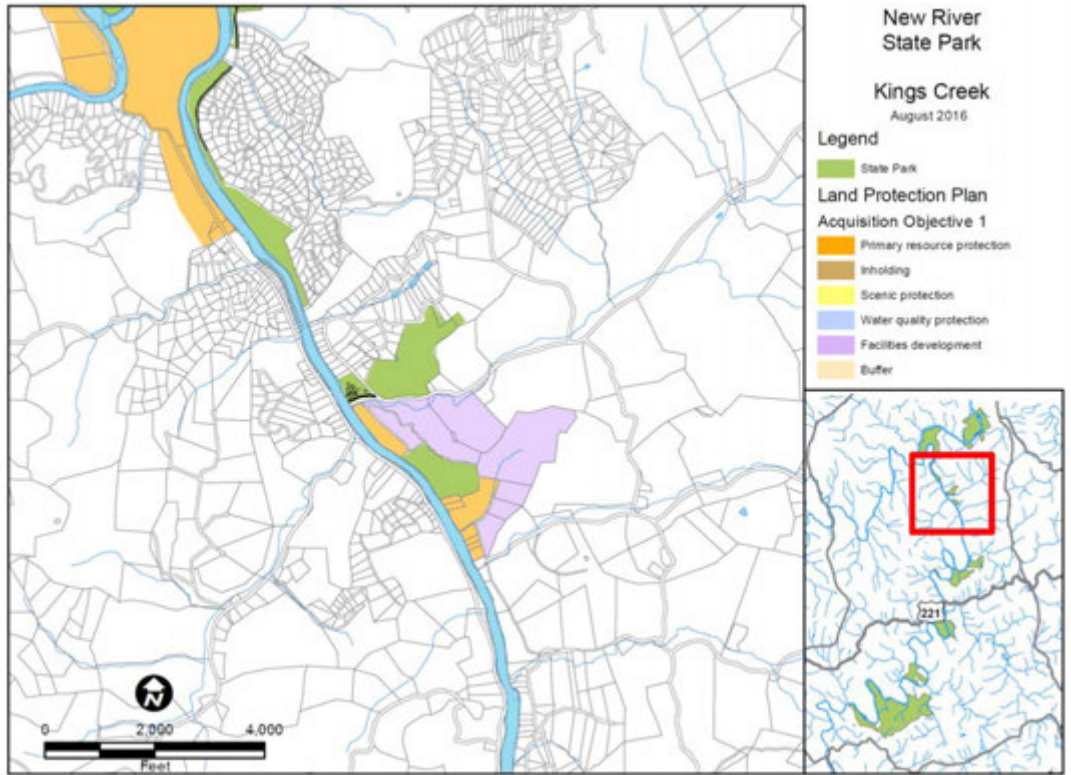 New River
State Park
Kings Creek
August 2016
Legend
State Park
Land Protection Plan
Acquisition Objective 1
Primary resource protection
Inholding
Scenic protection
Water quality protection
Facilities development
Buffer
221
N
0 2,000 4,000
Feet